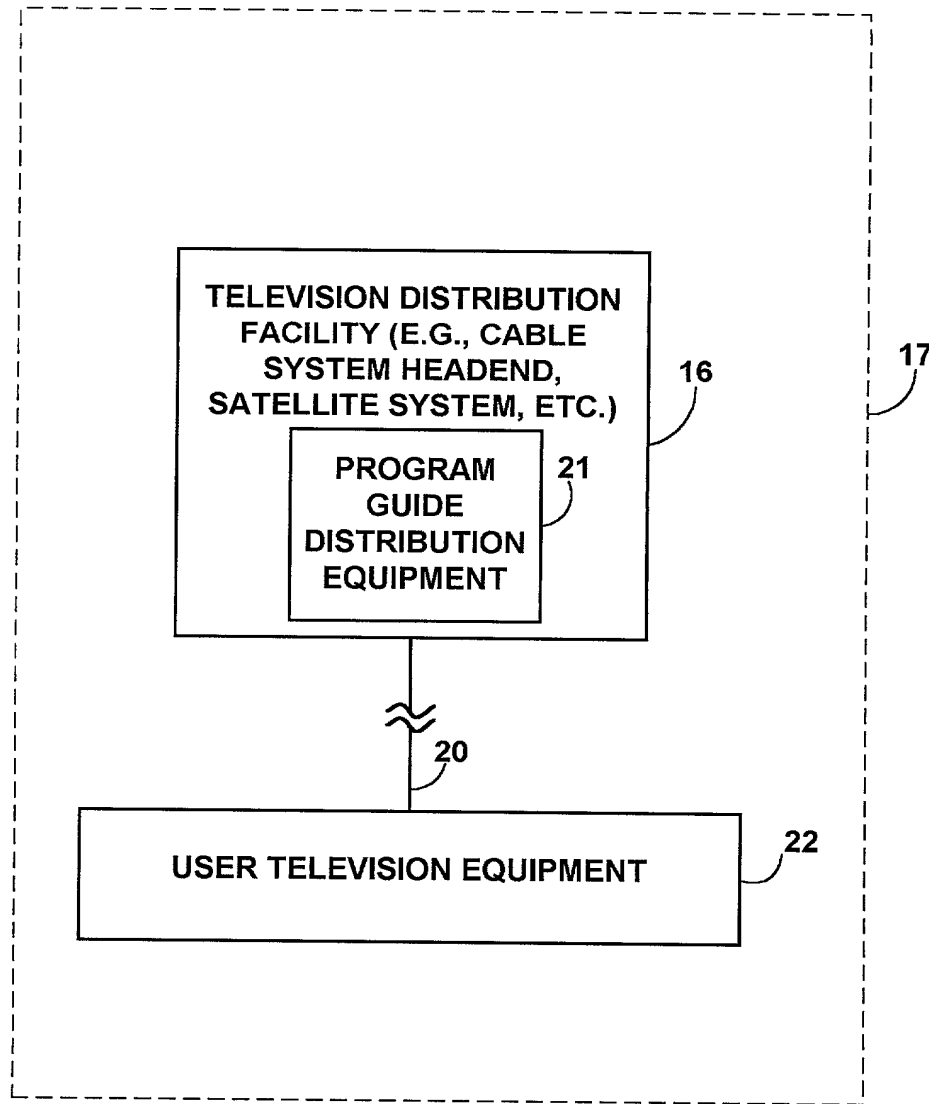 TELEVISION DISTRIBUTION
FACILITY (E.G., CABLE
SYSTEM HEADEND,
SATELLITE SYSTEM, ETC.)
16
17
PROGRAM
GUIDE
DISTRIBUTION
EQUIPMENT
21
20
USER TELEVISION EQUIPMENT
22